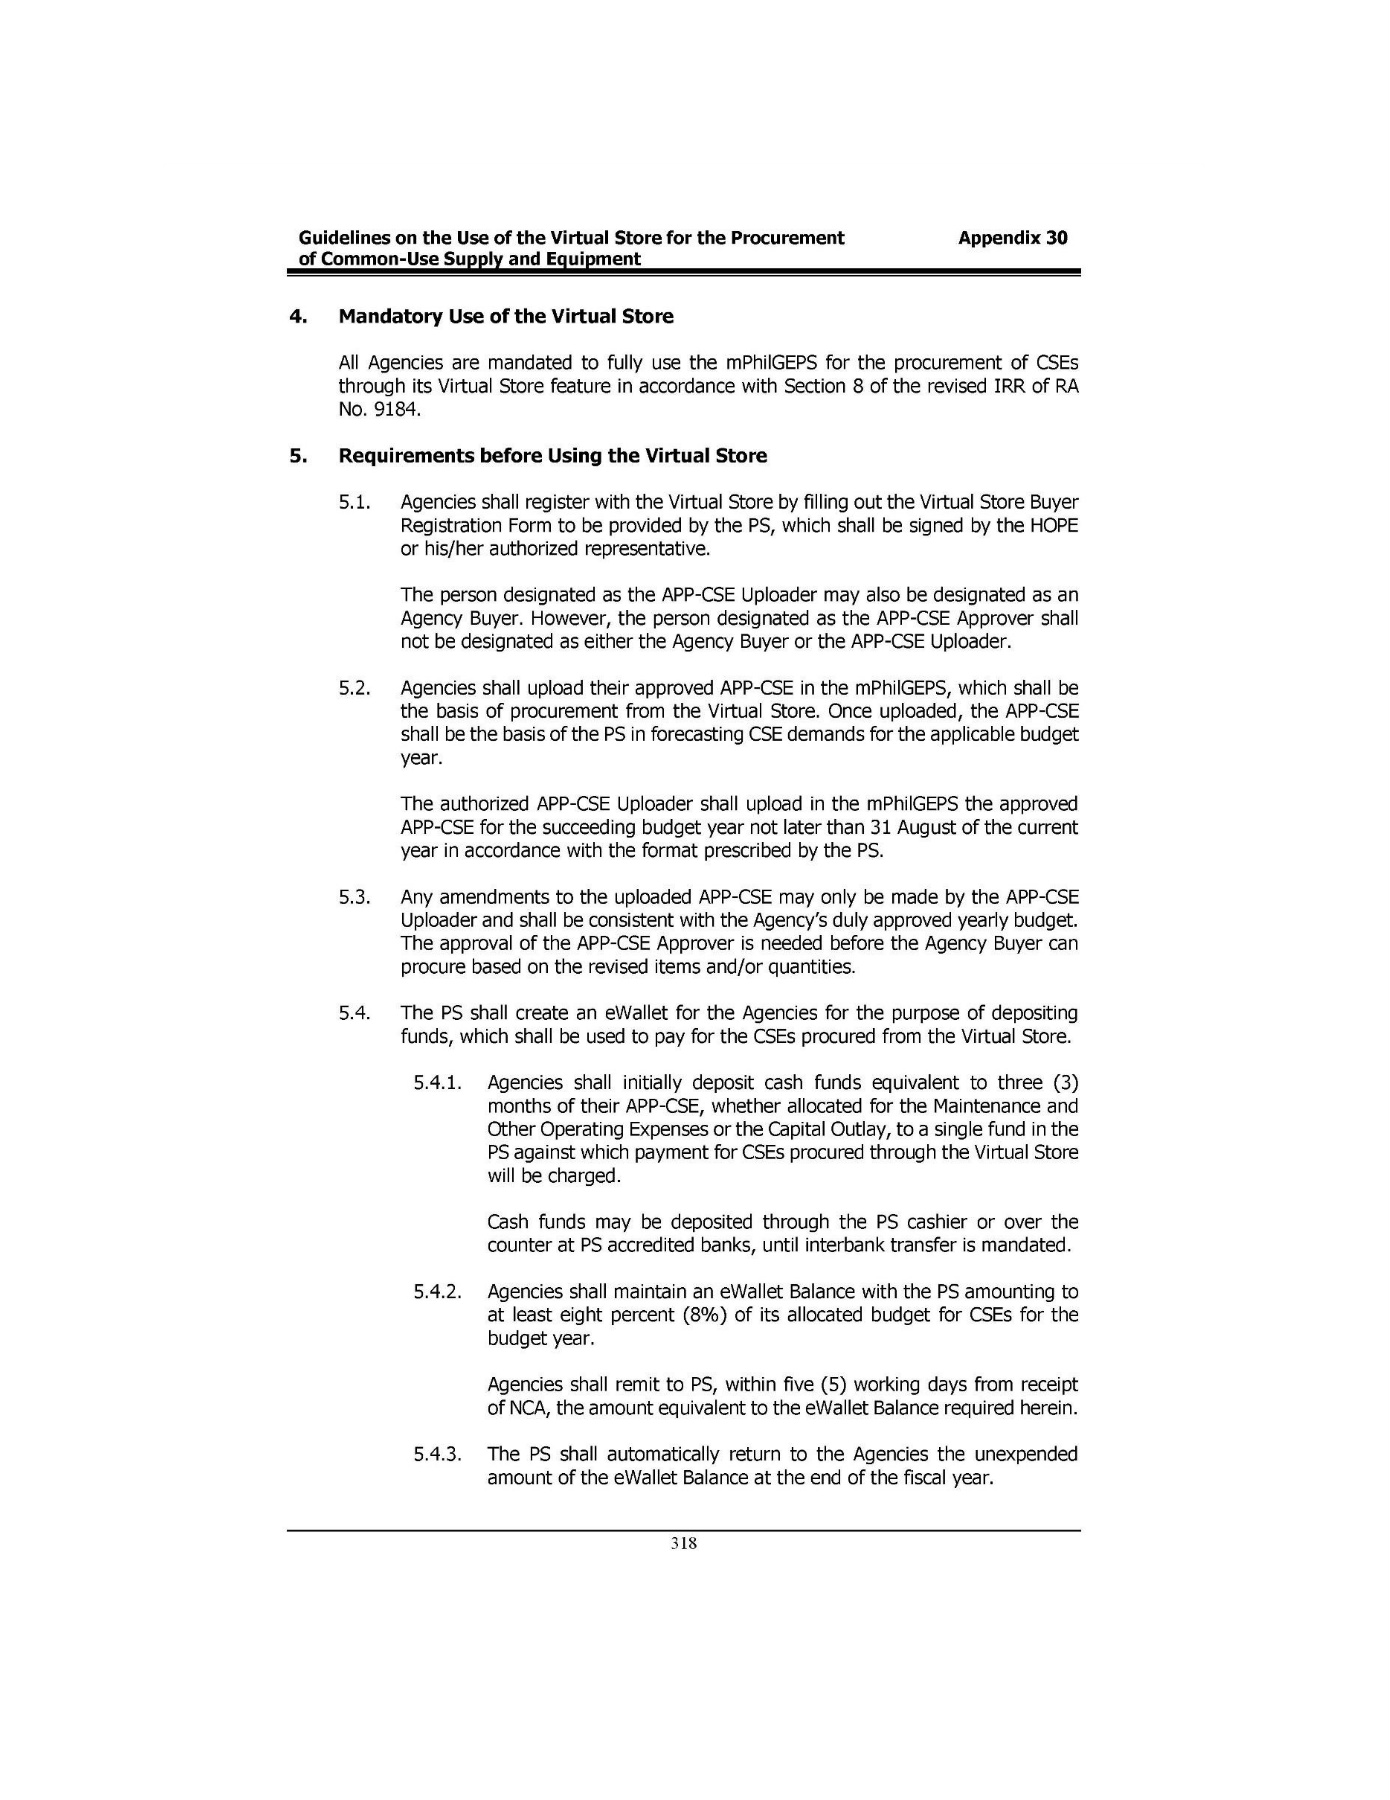 Guidelines on the Use of the Virtual Store for the Procurement Appendix 30
of Common-Use Supply and Equipment
4. Mandatory Use of the Virtual Store
All Agencies are mandated to fully use the mPhilGEPS for the procurement of CSEs
through its Virtual Store feature in accordance with Section 8 of the revised IRR of RA
No. 9184.
5. Requirements before Using the Virtual Store
5.1. Agencies shall register with the Virtual Store by filling out the Virtual Store Buyer
Registration Form to be provided by the PS, which shall be signed by the HOPE
or his/her authorized representative.
The person designated as the APP-CSE Uploader may also be designated as an
Agency Buyer. However, the person designated as the APP-CSE Approver shall
not be designated as either the Agency Buyer or the APP-CSE Uploader.
5.2. Agencies shall upload their approved APP-CSE in the mPhilGEPS, which shall be
the basis of procurement from the Virtual Store. Once uploaded, the APP-CSE
shall be the basis of the PS in forecasting CSE demands for the applicable budget
year.
The authorized APP-CSE Uploader shall upload in the mPhilGEPS the approved
APP-CSE for the succeeding budget year not later than 31 August of the current
year in accordance with the format prescribed by the PS.
5.3. Any amendments to the uploaded APP-CSE may only be made by the APP-CSE
Uploader and shall be consistent with the Agency's duly approved yearly budget.
The approval of the APP-CSE Approver is needed before the Agency Buyer can
procure based on the revised items and/or quantities.
5.4. The PS shall create an eWallet for the Agencies for the purpose of depositing
funds, which shall be used to pay for the CSEs procured from the Virtual Store.
5.4.1. Agencies shall initially deposit cash funds equivalent to three (3)
months of their APP-CSE, whether allocated for the Maintenance and
Other Operating Expenses or the Capital Outlay, to a single fund in the
PS against which payment for CSEs procured through the Virtual Store
will be charged.
Cash funds may be deposited through the PS cashier or over the
counter at PS accredited banks, until interbank transfer is mandated.
5.4.2. Agencies shall maintain an eWallet Balance with the PS amounting to
at least eight percent (8%) of its allocated budget for CSEs for the
budget year.
Agencies shall remit to PS, within five (5) working days from receipt
of NCA, the amount equivalent to the eWallet Balance required herein.
5.4.3. The PS shall automatically return to the Agencies the unexpended
amount of the eWallet Balance at the end of the fiscal year.
318